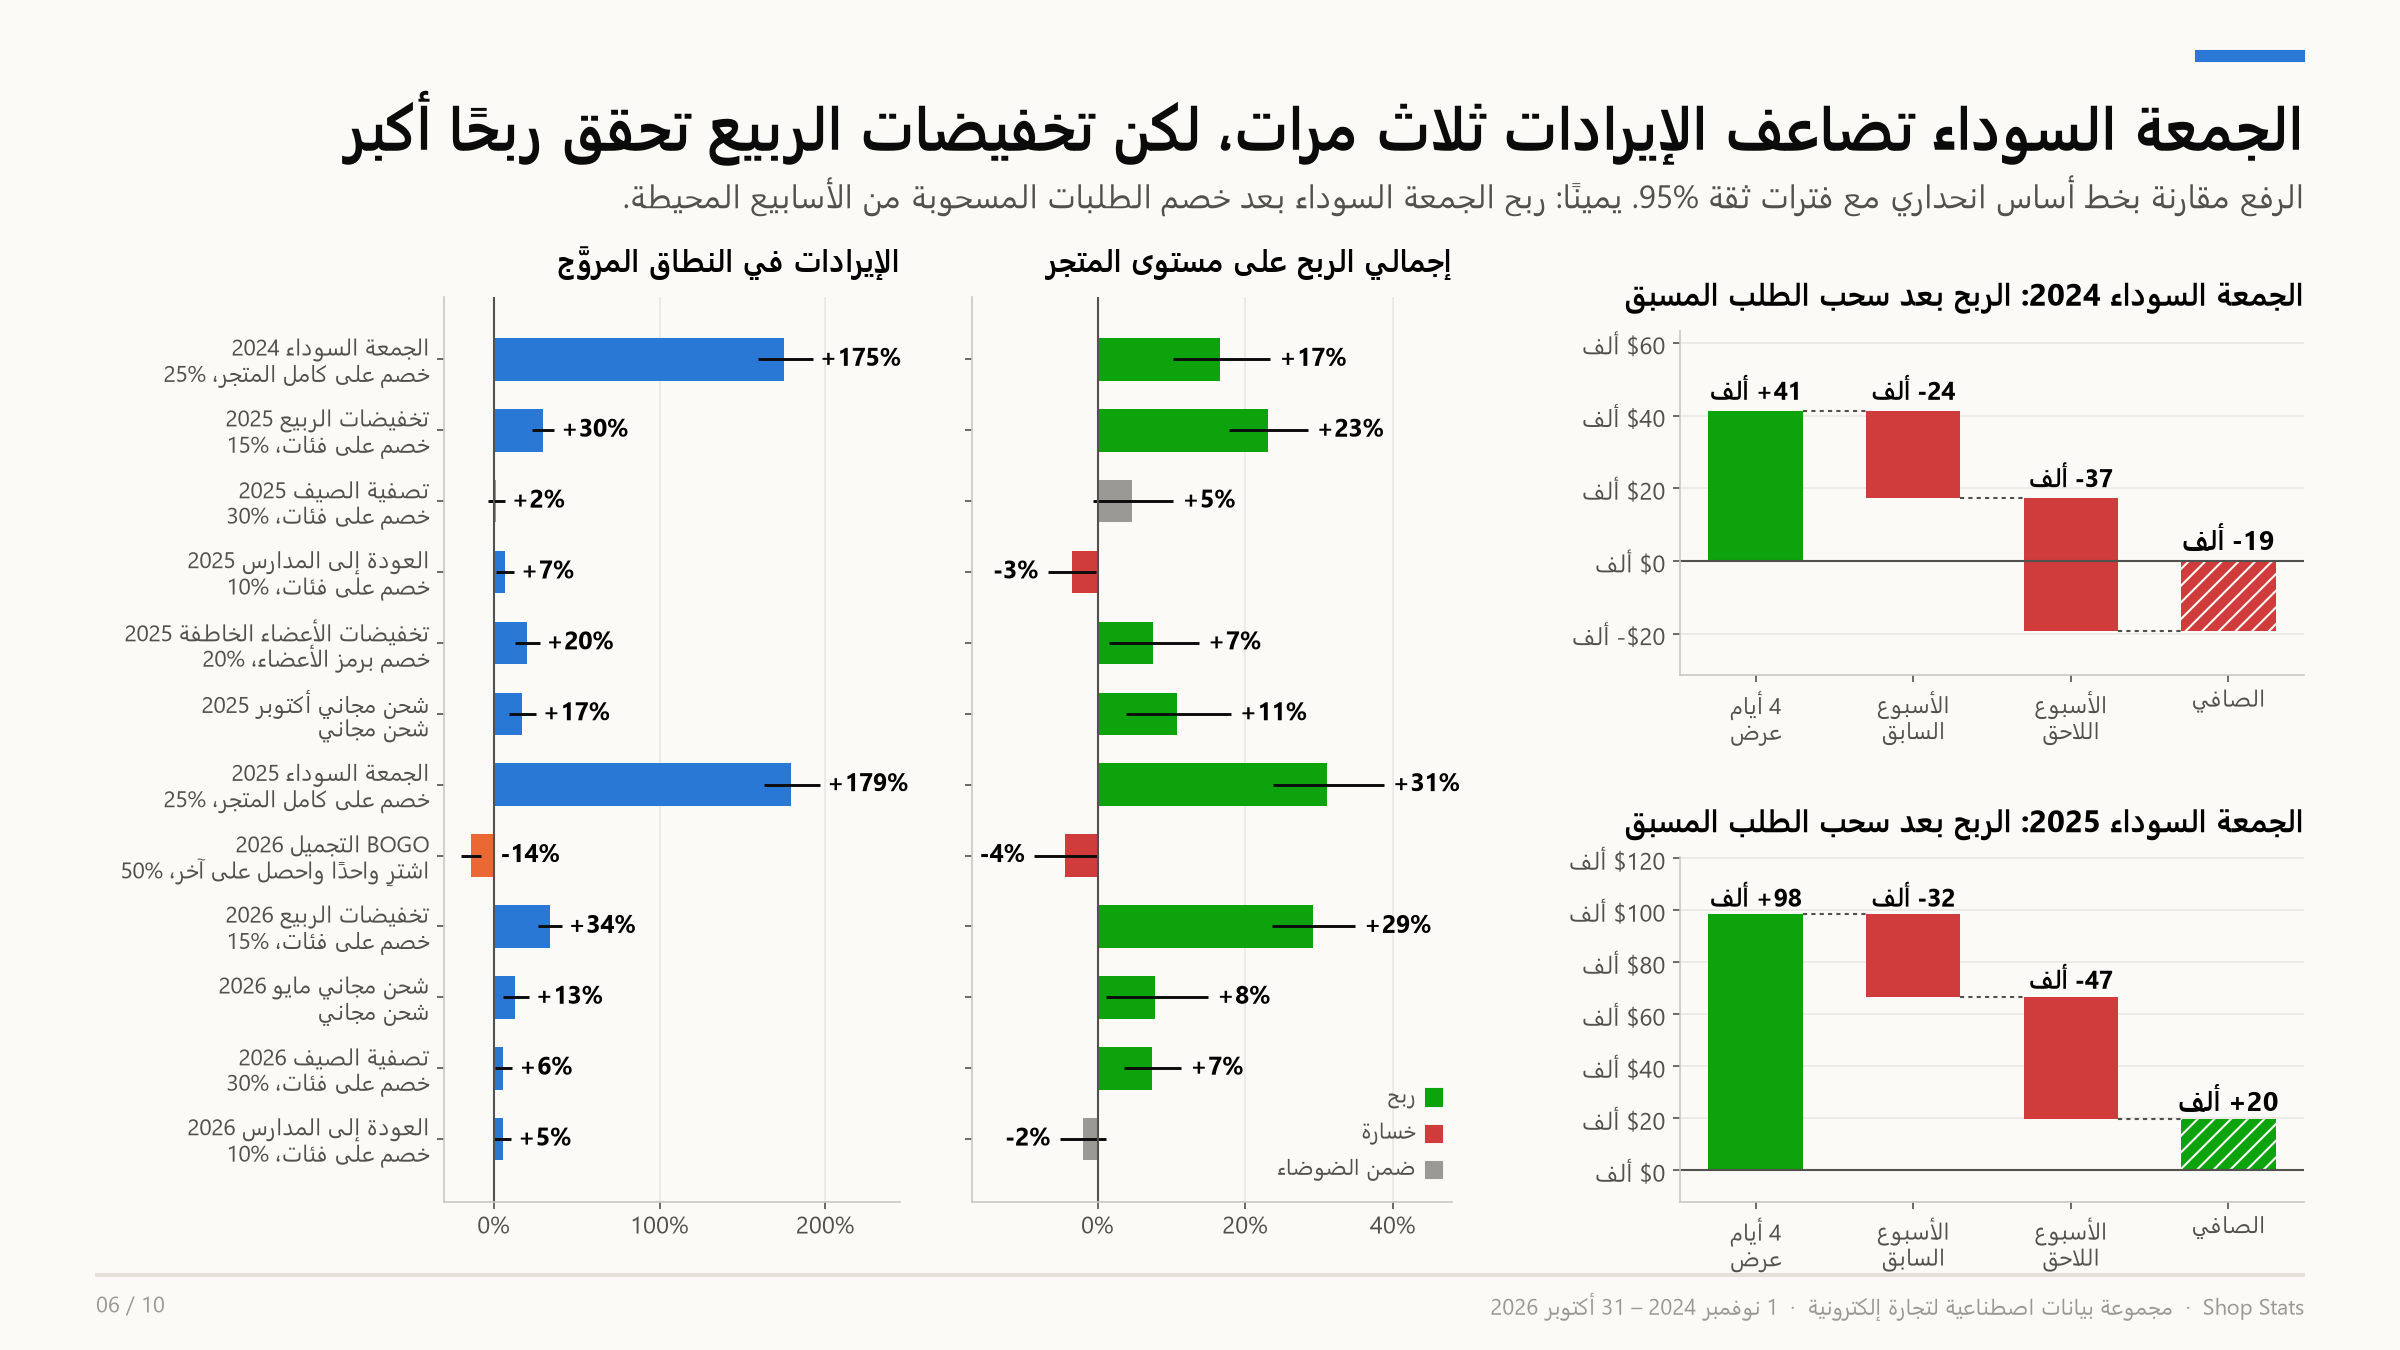 الجمعة السوداء تضاعف الإيرادات ثلاث مرات، لكن تخفيضات الربيع تحقق ربحًا أكبر
الرفع مقارنة بخط أساس انحداري مع فترات ثقة 95%. يمينًا: ربح الجمعة السوداء بعد خصم الطلبات المسحوبة من الأسابيع المحيطة.
الجمعة السوداء 2024: الربح بعد سحب الطلب المسبق
$60 ألف
$40 ألف
$20 ألف
$0 ألف
-$20 ألف
+41 ألف
-24 ألف
-37 ألف
-19 ألف
4 أيام
عرض
الأسبوع
السابق
الأسبوع
اللاحق
الصافي
الجمعة السوداء 2025: الربح بعد سحب الطلب المسبق
$120 ألف
$100 ألف
$80 ألف
$60 ألف
$40 ألف
$20 ألف
$0 ألف
+98 ألف
-32 ألف
-47 ألف
+20 ألف
4 أيام
عرض
الأسبوع
السابق
الأسبوع
اللاحق
الصافي
إجمالي الربح على مستوى المتجر
+17%
+23%
+5%
-3%
+7%
+11%
+31%
-4%
+29%
+8%
+7%
-2%
ربح
خسارة
ضمن الضوضاء
0%
20%
40%
الإيرادات في النطاق المروَّج
الجمعة السوداء 2024
خصم على كامل المتجر، 25%
+175%
تخفيضات الربيع 2025
خصم على فئات، 15%
+30%
تصفية الصيف 2025
خصم على فئات، 30%
+2%
العودة إلى المدارس 2025
خصم على فئات، 10%
+7%
تخفيضات الأعضاء الخاطفة 2025
خصم برمز الأعضاء، 20%
+20%
شحن مجاني أكتوبر 2025
شحن مجاني
+17%
الجمعة السوداء 2025
خصم على كامل المتجر، 25%
+179%
BOGO التجميل 2026
اشترِ واحدًا واحصل على آخر، 50%
-14%
تخفيضات الربيع 2026
خصم على فئات، 15%
+34%
شحن مجاني مايو 2026
شحن مجاني
+13%
تصفية الصيف 2026
خصم على فئات، 30%
+6%
العودة إلى المدارس 2026
خصم على فئات، 10%
+5%
0%
100%
200%
Shop Stats · مجموعة بيانات اصطناعية لتجارة إلكترونية · 1 نوفمبر 2024 – 31 أكتوبر 2026
06 / 10